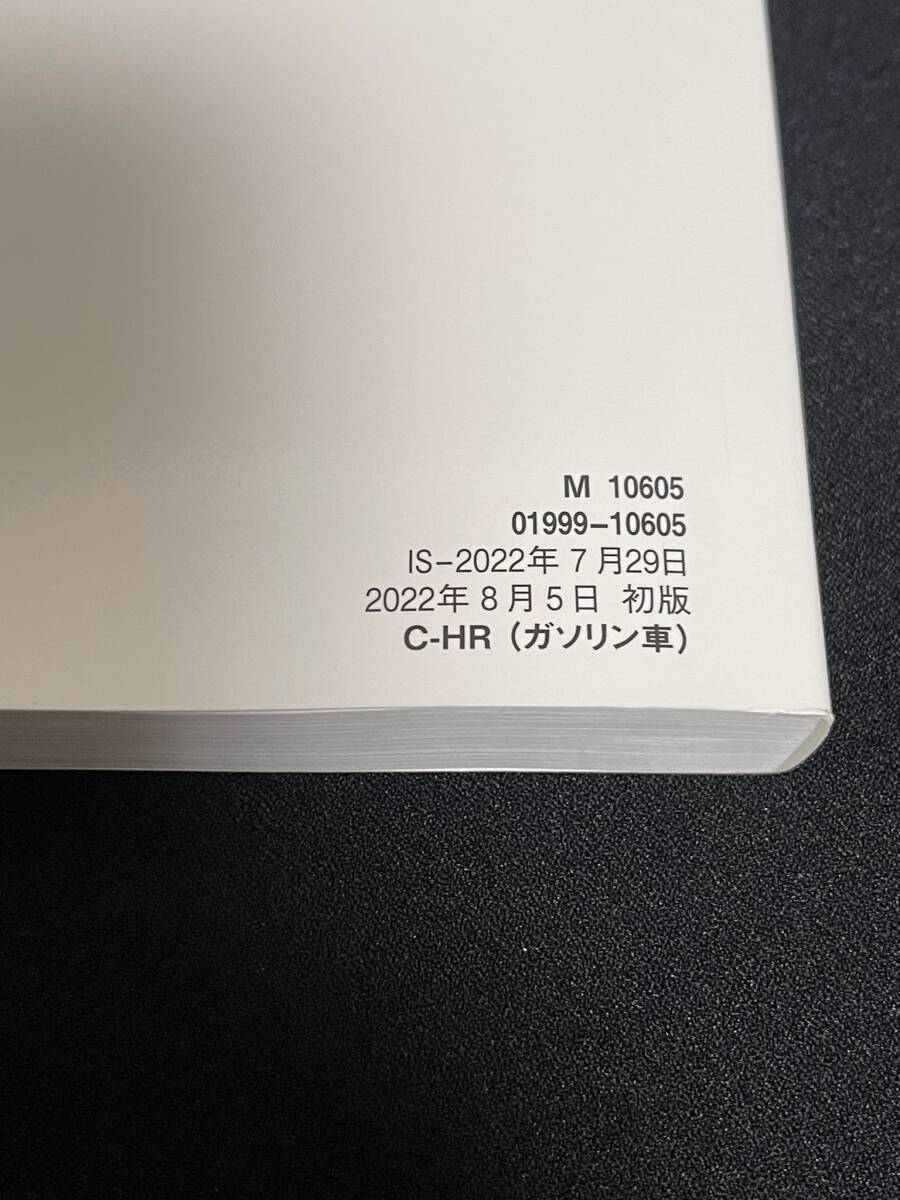 M 10605
01999-10605
IS-2022年 7 月29日
2022年 8 月 5 日 初版
C-HR（ガソリン車）